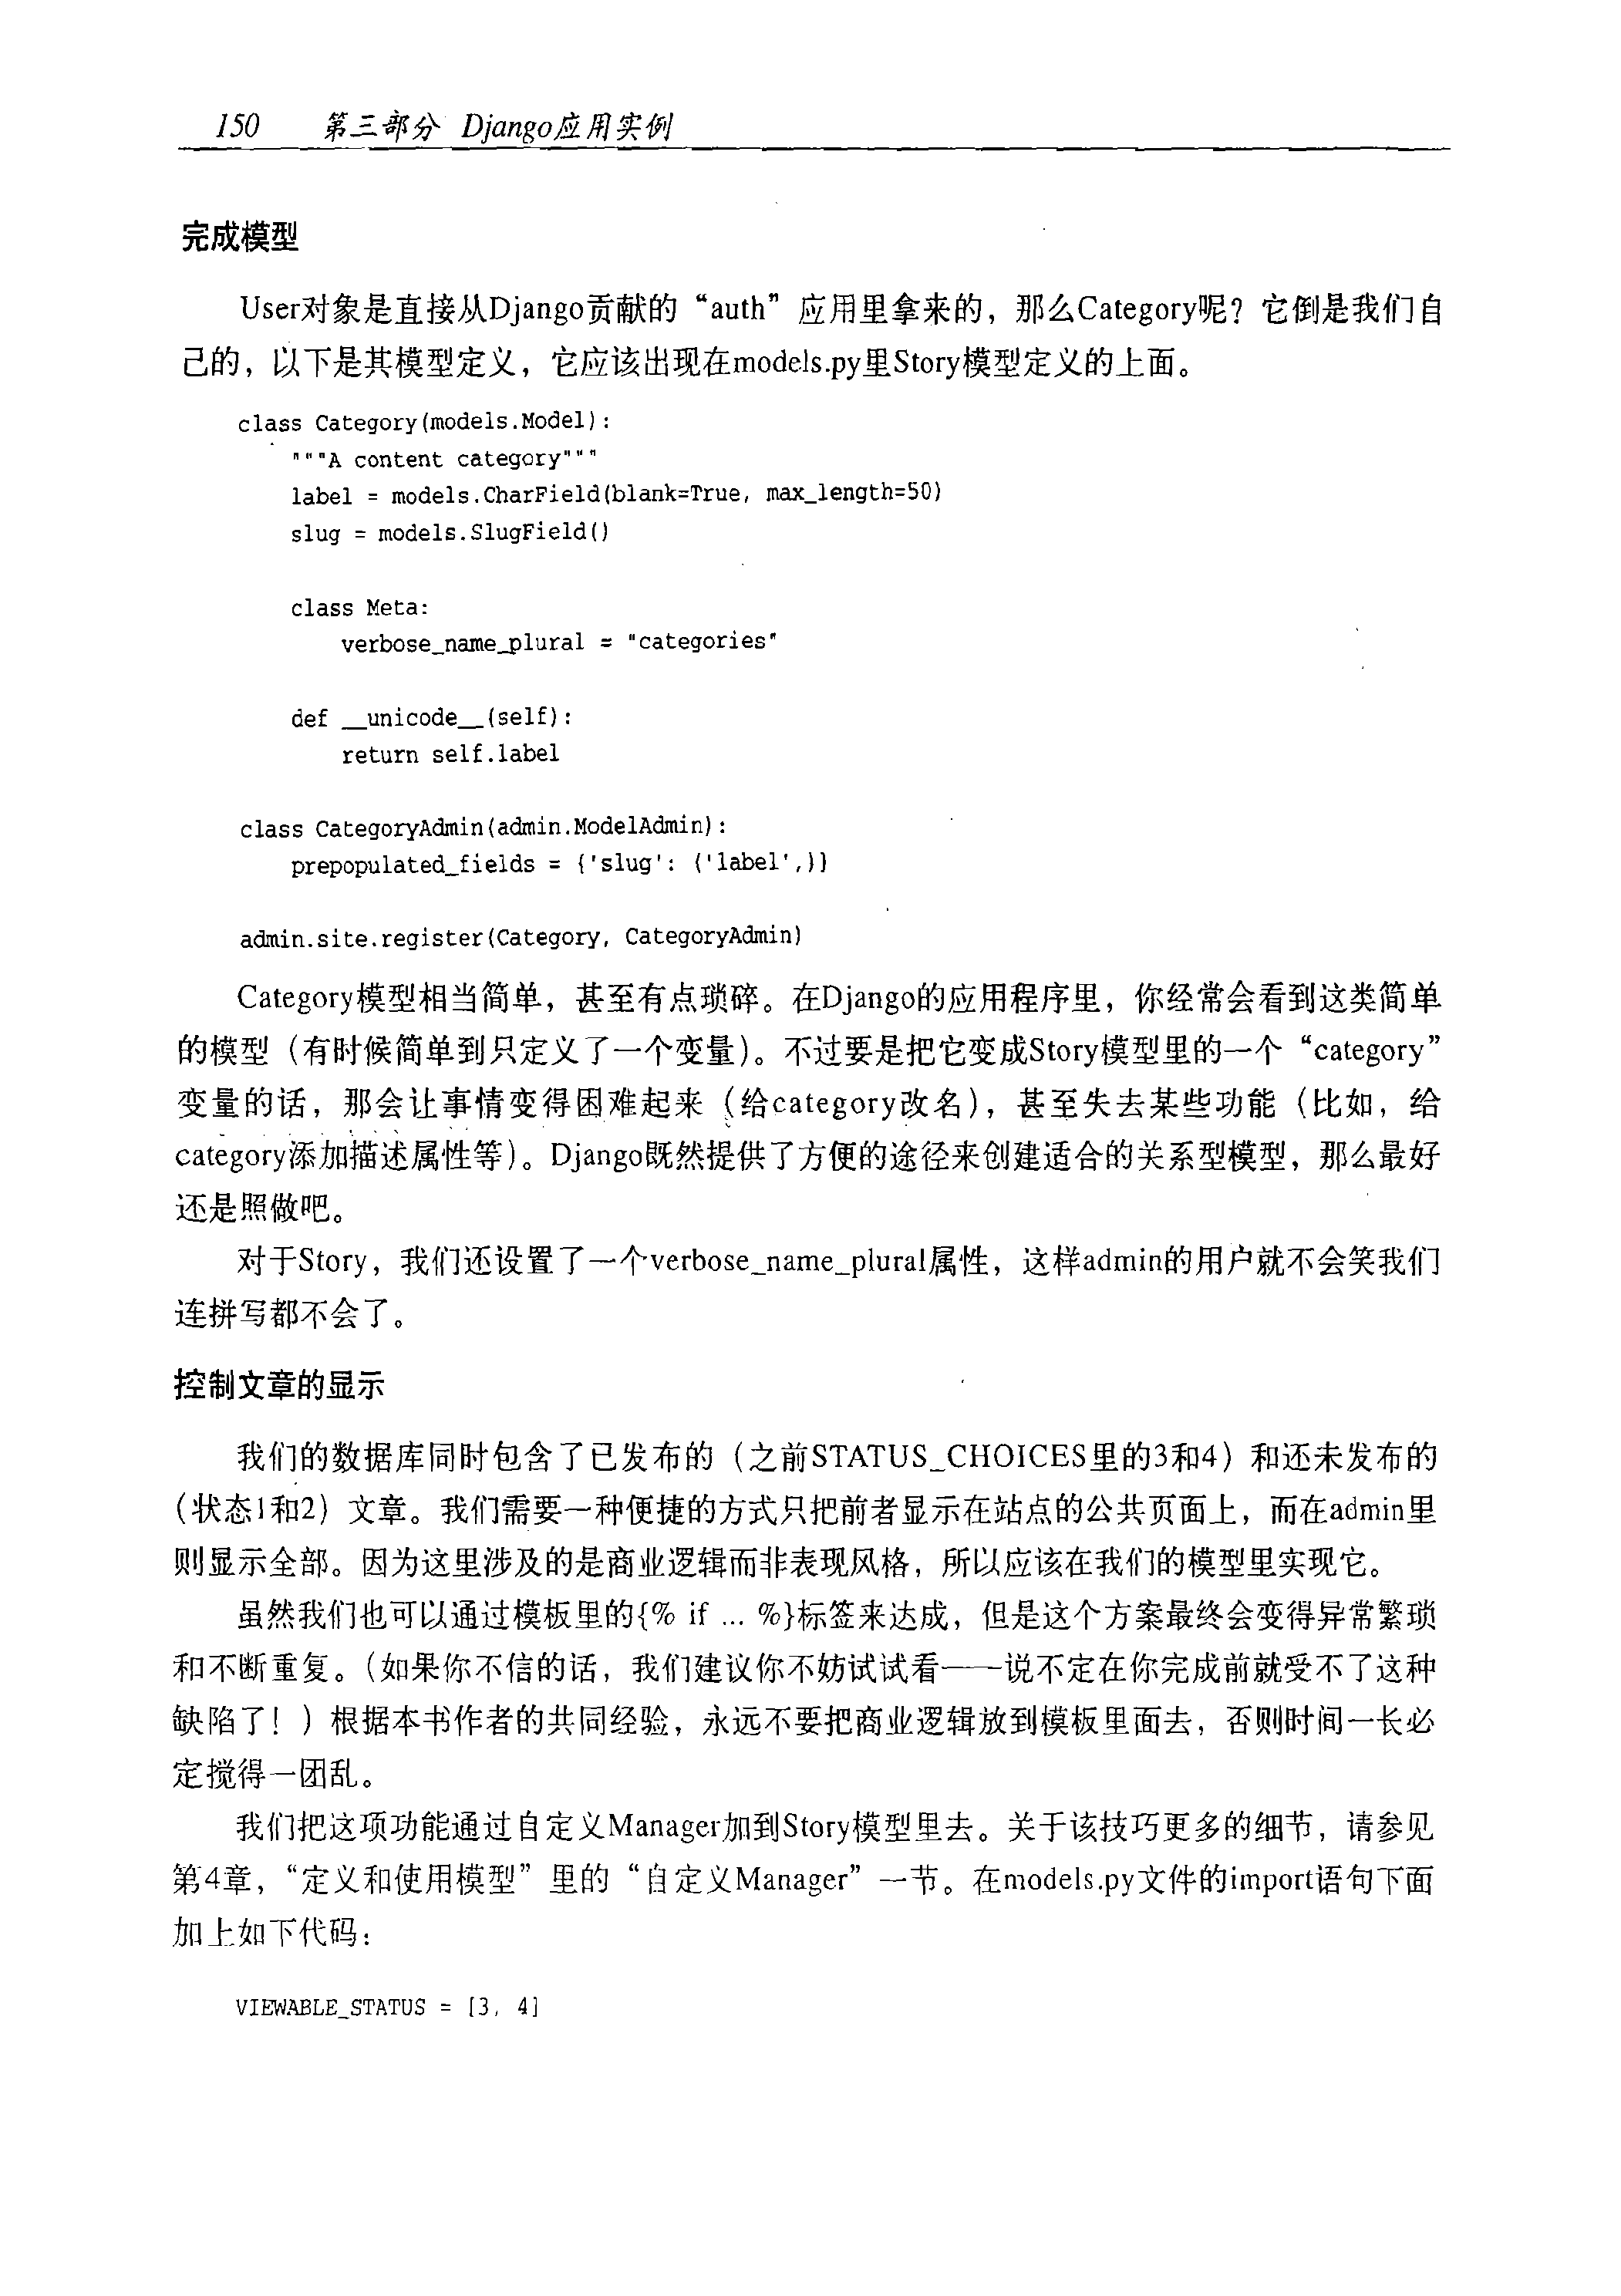 150 第三部分 Django应用实例
完成模型
User对象是直接从Django贡献的“auth”应用里拿来的，那么Category呢？它倒是我们自
己的，以下是其模型定义，它应该出现在models.py里Story模型定义的上面。
class Category(models.Model):
"""A content category"""
label = models.CharField(blank=True, max_length=50)
slug = models.SlugField()
class Meta:
verbose_name_plural = "categories"
def __unicode__(self):
return self.label
class CategoryAdmin(admin.ModelAdmin):
prepopulated_fields = {'slug': ('label',)}
admin.site.register(Category, CategoryAdmin)
Category模型相当简单，甚至有点琐碎。在Django的应用程序里，你经常会看到这类简单
的模型（有时候简单到只定义了一个变量）。不过要是把它变成Story模型里的一个“category”
变量的话，那会让事情变得困难起来（给category改名），甚至失去某些功能（比如，给
category添加描述属性等）。Django既然提供了方便的途径来创建适合的关系型模型，那么最好
还是照做吧。
对于Story，我们还设置了一个verbose_name_plural属性，这样admin的用户就不会笑我们
连拼写都不会了。
控制文章的显示
我们的数据库同时包含了已发布的（之前STATUS_CHOICES里的3和4）和还未发布的
（状态1和2）文章。我们需要一种便捷的方式只把前者显示在站点的公共页面上，而在admin里
则显示全部。因为这里涉及的是商业逻辑而非表现风格，所以应该在我们的模型里实现它。
虽然我们也可以通过模板里的{% if ... %}标签来达成，但是这个方案最终会变得异常繁琐
和不断重复。（如果你不信的话，我们建议你不妨试试看——说不定在你完成前就受不了这种
缺陷了！）根据本书作者的共同经验，永远不要把商业逻辑放到模板里面去，否则时间一长必
定搅得一团乱。
我们把这项功能通过自定义Manager加到Story模型里去。关于该技巧更多的细节，请参见
第4章，“定义和使用模型”里的“自定义Manager”一节。在models.py文件的import语句下面
加上如下代码：
VIEWABLE_STATUS = [3, 4]